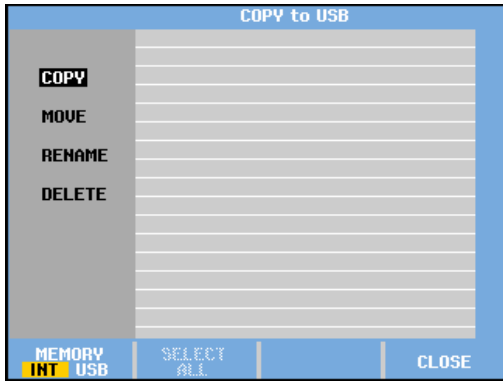 COPY to USB
COPY
MOVE
RENAME
DELETE
MEMORY
INT USB
SELECT
ALL
CLOSE